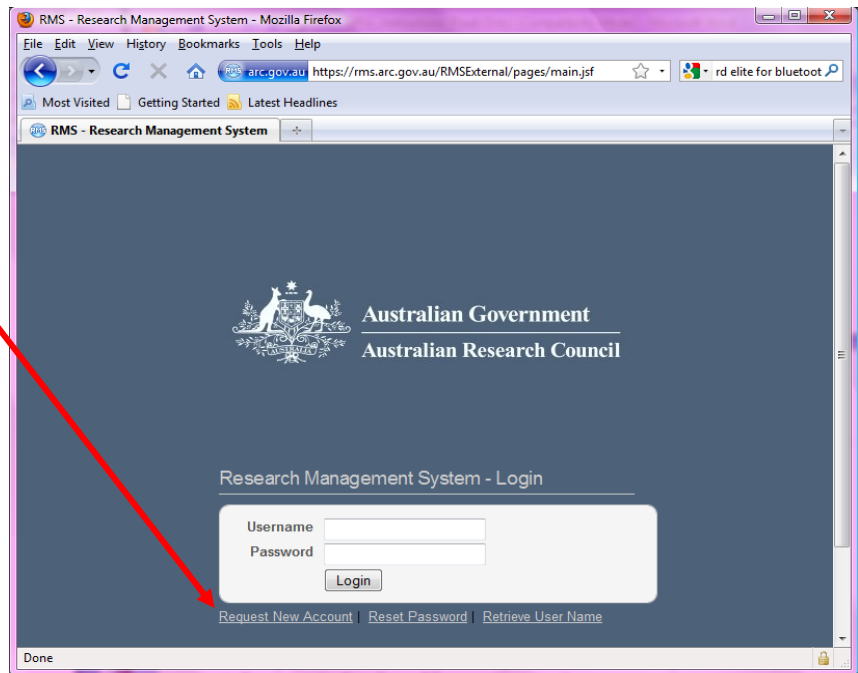 RMS - Research Management System - Mozilla Firefox
File Edit View History Bookmarks Tools Help
RMS arc.gov.au https://rms.arc.gov.au/RMSExternal/pages/main.jsf rd elite for bluetoot
Most Visited Getting Started Latest Headlines
RMS RMS - Research Management System
Australian Government
Australian Research Council
AUSTRALIA
Research Management System - Login
Username
Password
Login
Request New Account | Reset Password | Retrieve User Name
Done